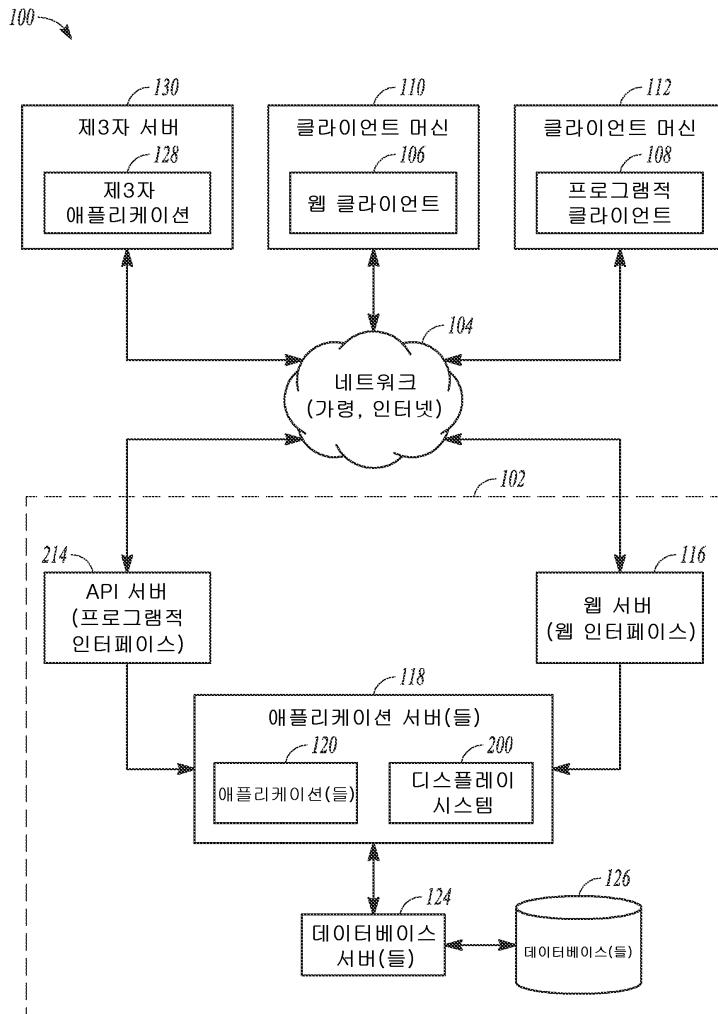 100
130
110
112
제3자 서버
클라이언트 머신
클라이언트 머신
128
106
108
제3자
애플리케이션
웹 클라이언트
프로그램적
클라이언트
104
네트워크
(가령, 인터넷)
102
214
116
API 서버
(프로그램적
인터페이스)
웹 서버
(웹 인터페이스)
118
애플리케이션 서버(들)
120
200
애플리케이션(들)
디스플레이
시스템
124
126
데이터베이스
서버(들)
데이터베이스(들)